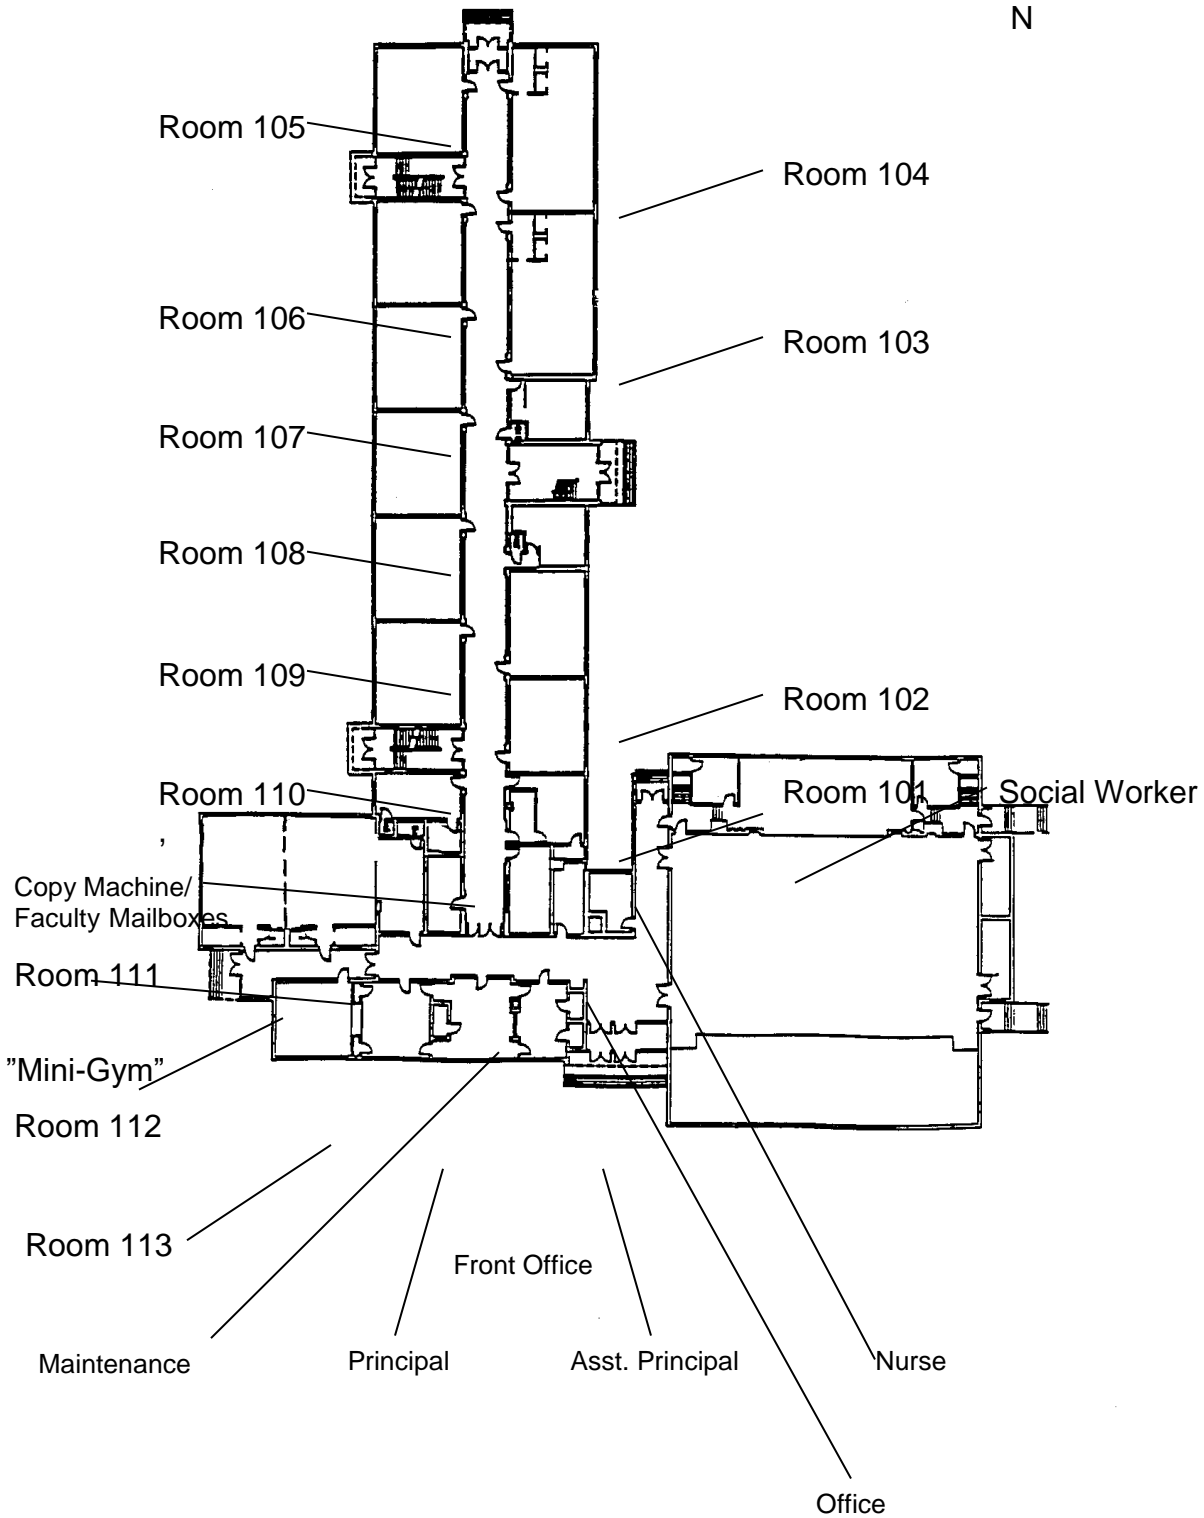 N
Room 105
Room 104
Room 106
Room 103
Room 107
Room 108
Room 109
Room 102
Room 110
Room 101
Social Worker
,
Copy Machine/
Faculty Mailboxes
Room 111
”Mini-Gym”
Room 112
Room 113
Front Office
Maintenance
Principal
Asst. Principal
Nurse
Office